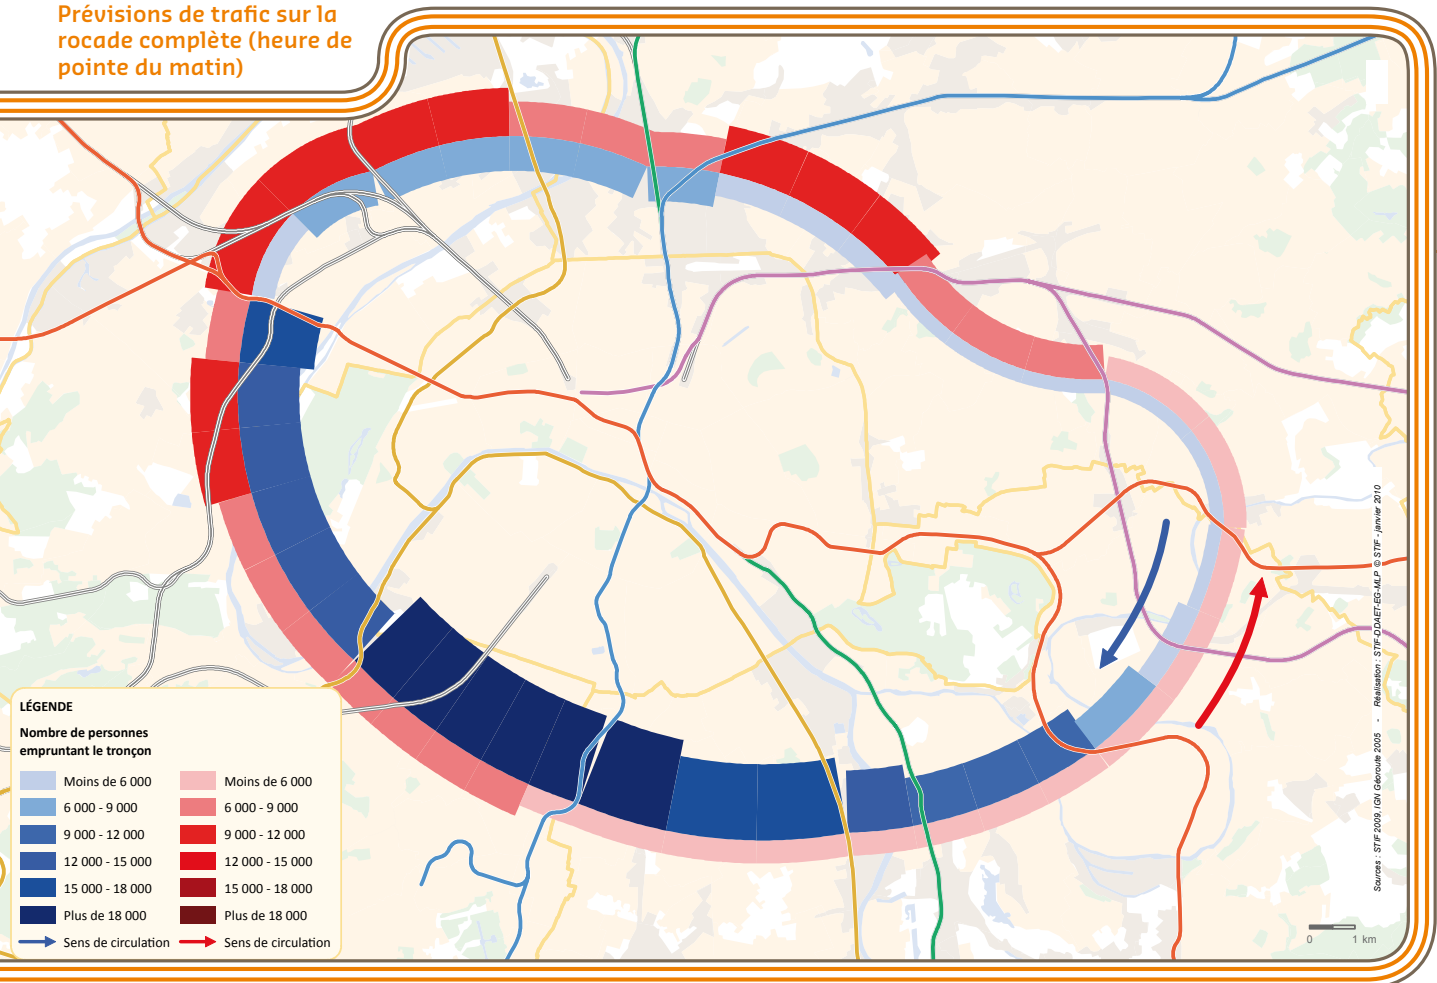 Prévisions de trafic sur la
rocade complète (heure de
pointe du matin)
LÉGENDE
Nombre de personnes
empruntant le tronçon
Moins de 6 000 Moins de 6 000
6 000 - 9 000 6 000 - 9 000
9 000 - 12 000 9 000 - 12 000
12 000 - 15 000 12 000 - 15 000
15 000 - 18 000 15 000 - 18 000
Plus de 18 000 Plus de 18 000
Sens de circulation Sens de circulation
Sources : STIF 2009, IGN Géoroute 2005 - Réalisation : STIF-DDAET-EG-MLP © STIF - janvier 2010
0 1 km